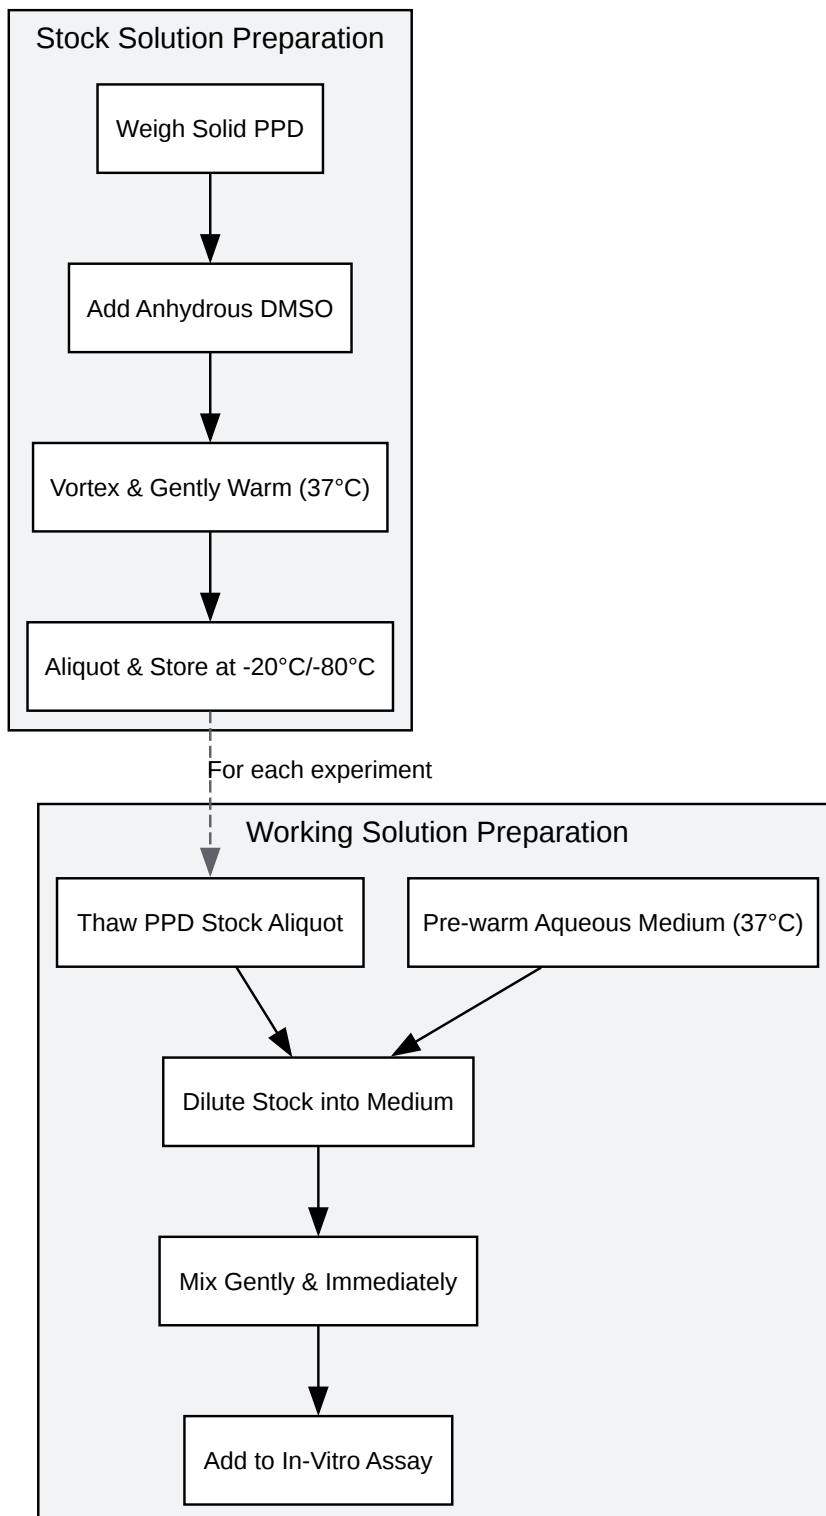 Stock Solution Preparation
Weigh Solid PPD
Add Anhydrous DMSO
Vortex & Gently Warm (37°C)
Aliquot & Store at -20°C/-80°C
For each experiment
Working Solution Preparation
Thaw PPD Stock Aliquot
Pre-warm Aqueous Medium (37°C)
Dilute Stock into Medium
Mix Gently & Immediately
Add to In-Vitro Assay